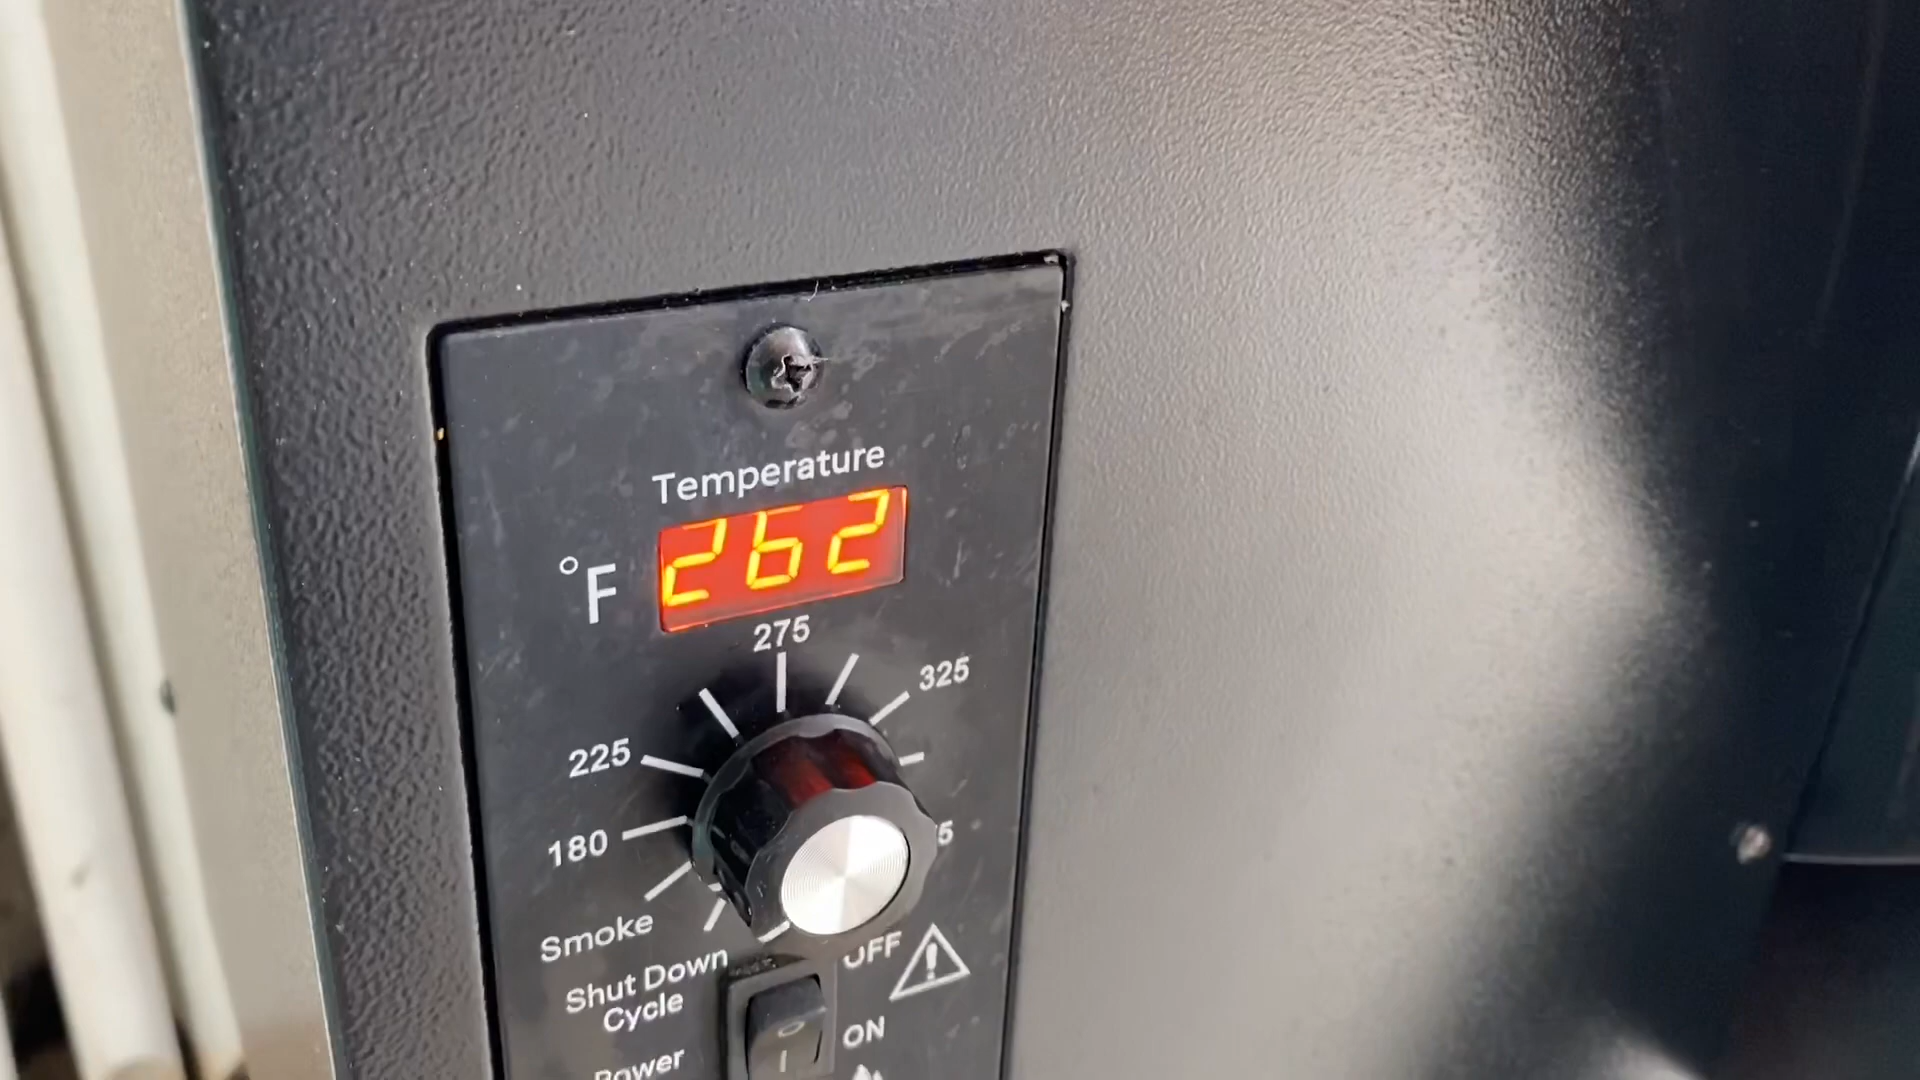 Temperature
°F 262
275
325
225
180
Smoke
OFF
Shut Down
Cycle
ON
Power